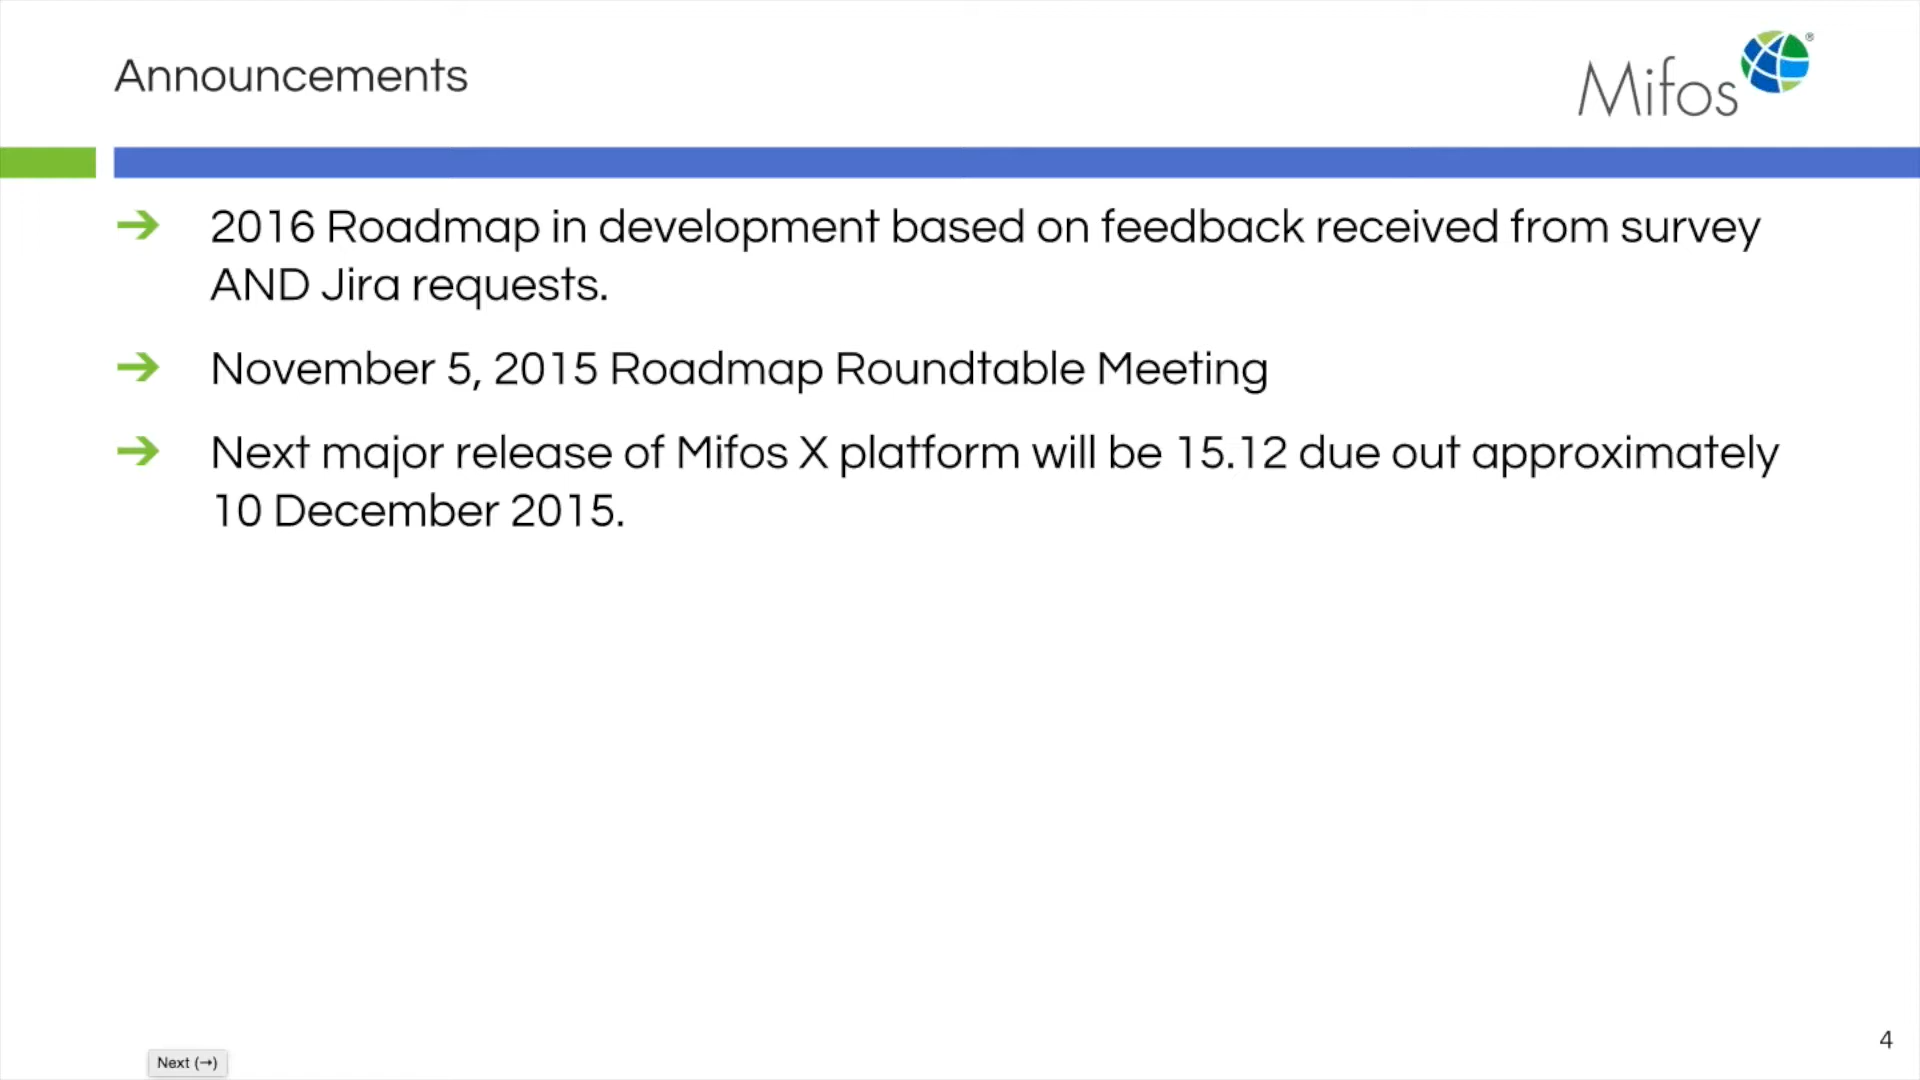 Announcements
Mifos®
➔ 2016 Roadmap in development based on feedback received from survey
AND Jira requests.
➔ November 5, 2015 Roadmap Roundtable Meeting
➔ Next major release of Mifos X platform will be 15.12 due out approximately
10 December 2015.
4
Next (→)